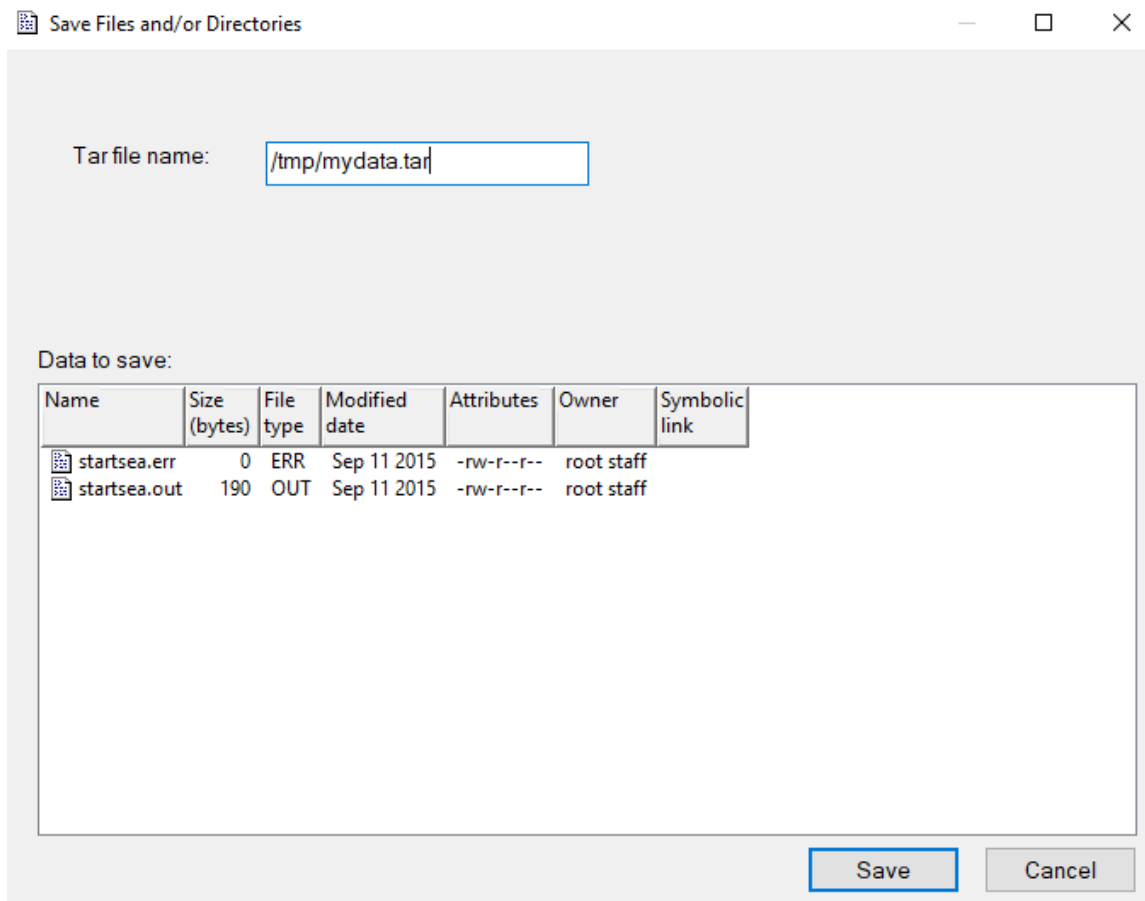 Save Files and/or Directories
Tar file name: /tmp/mydata.tar
Data to save:
Name Size (bytes) File type Modified date Attributes Owner Symbolic link
startsea.err 0 ERR Sep 11 2015 -rw-r--r-- root staff
startsea.out 190 OUT Sep 11 2015 -rw-r--r-- root staff
Save Cancel